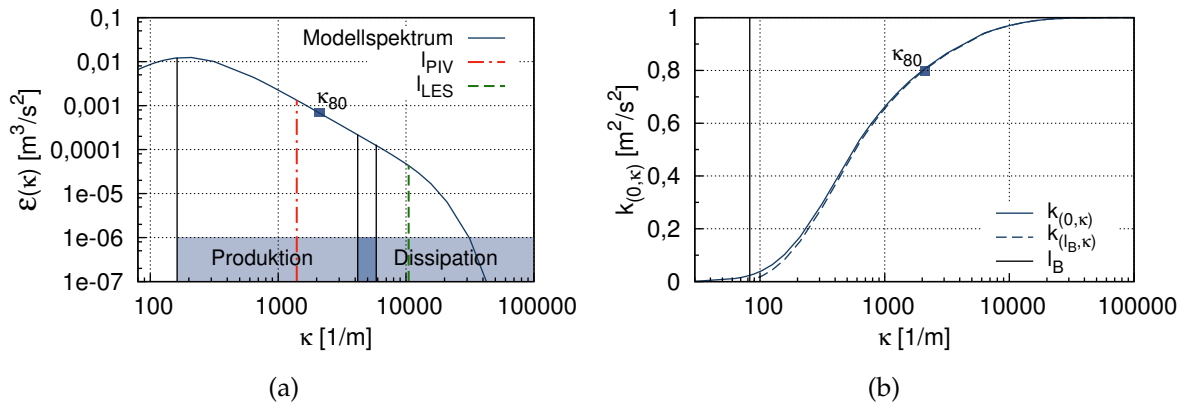 0,1
0,01
0,001
0,0001
1e-05
1e-06
1e-07
ε(κ) [m³/s²]
Modellspektrum
l_PIV
l_LES
κ₈₀
Produktion
Dissipation
100 1000 10000 100000
κ [1/m]
(a)
1
0,8
0,6
0,4
0,2
0
k_(0,κ) [m²/s²]
κ₈₀
k_(0,κ)
k_(l_B,κ)
l_B
100 1000 10000 100000
κ [1/m]
(b)